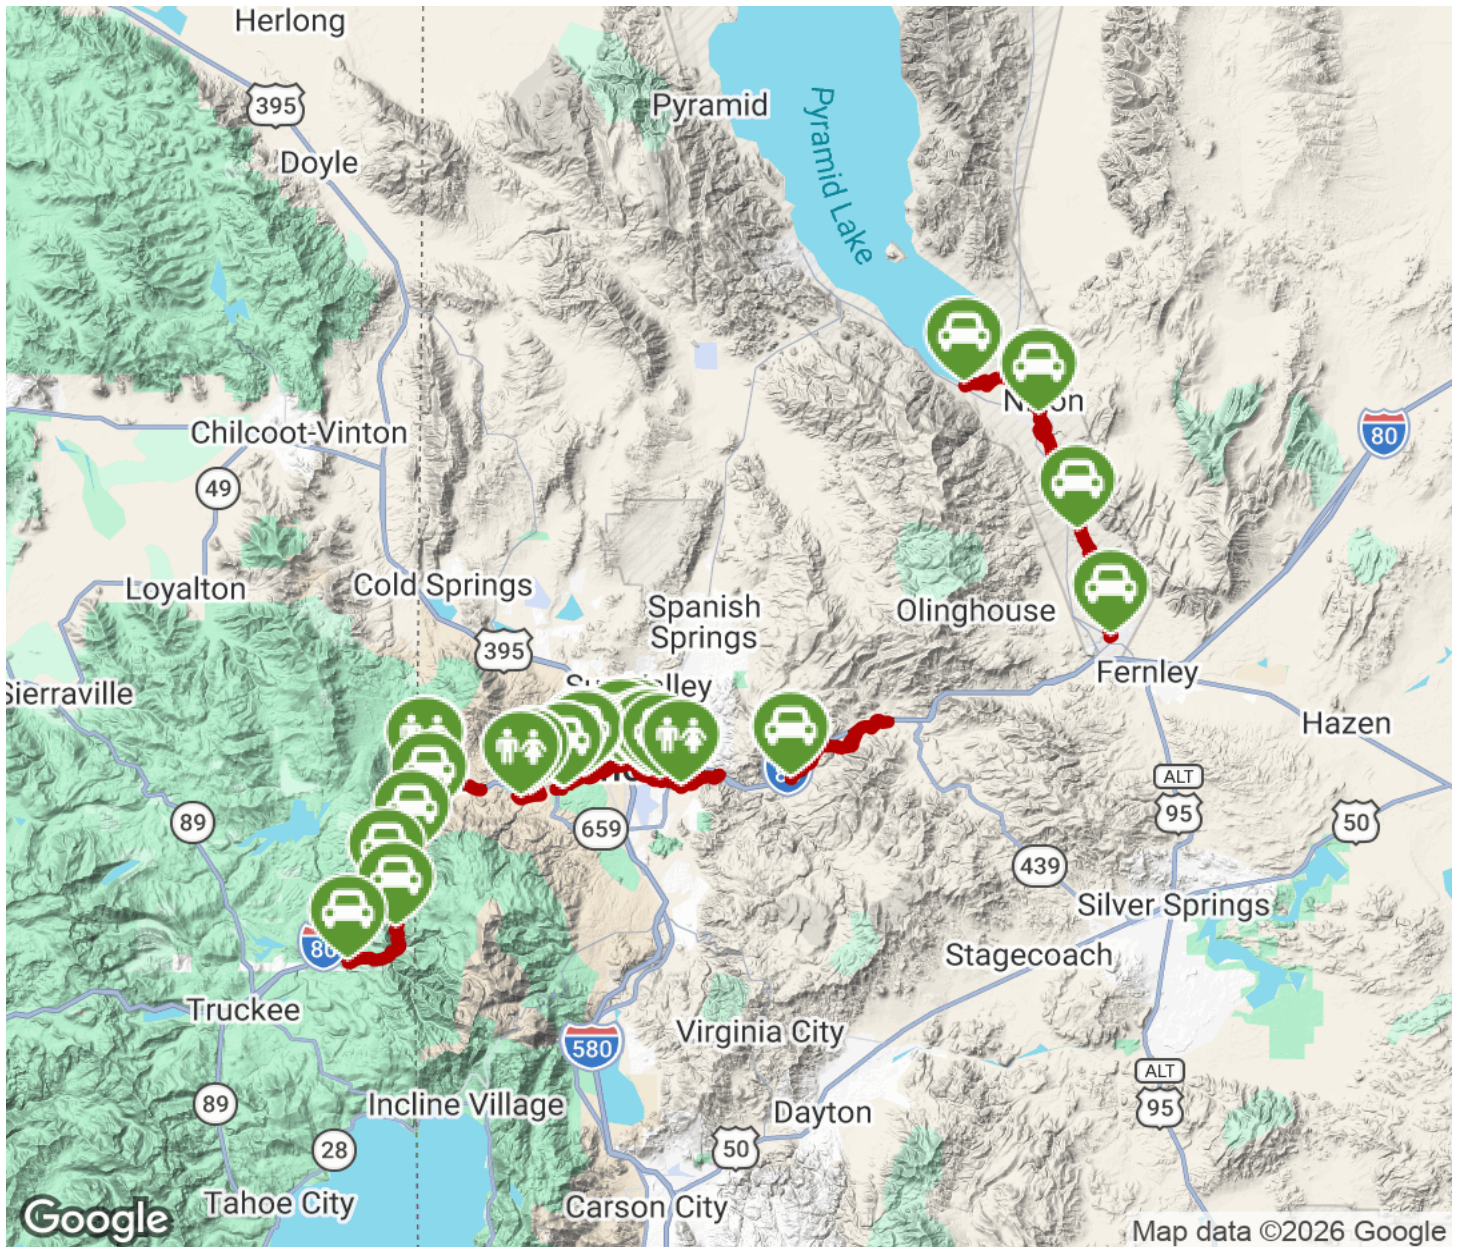 Herlong
395
Pyramid
Doyle
Pyramid Lake
Chilcoot-Vinton
80
49
Loyalton
Cold Springs
Spanish
Springs
Olinghouse
395
Fernley
Sierraville
Hazen
ALT
95
50
89
659
439
Silver Springs
80
Stagecoach
Truckee
Virginia City
580
ALT
95
89
Incline Village
Dayton
28
50
Tahoe City
Carson City
Google
Map data ©2026 Google